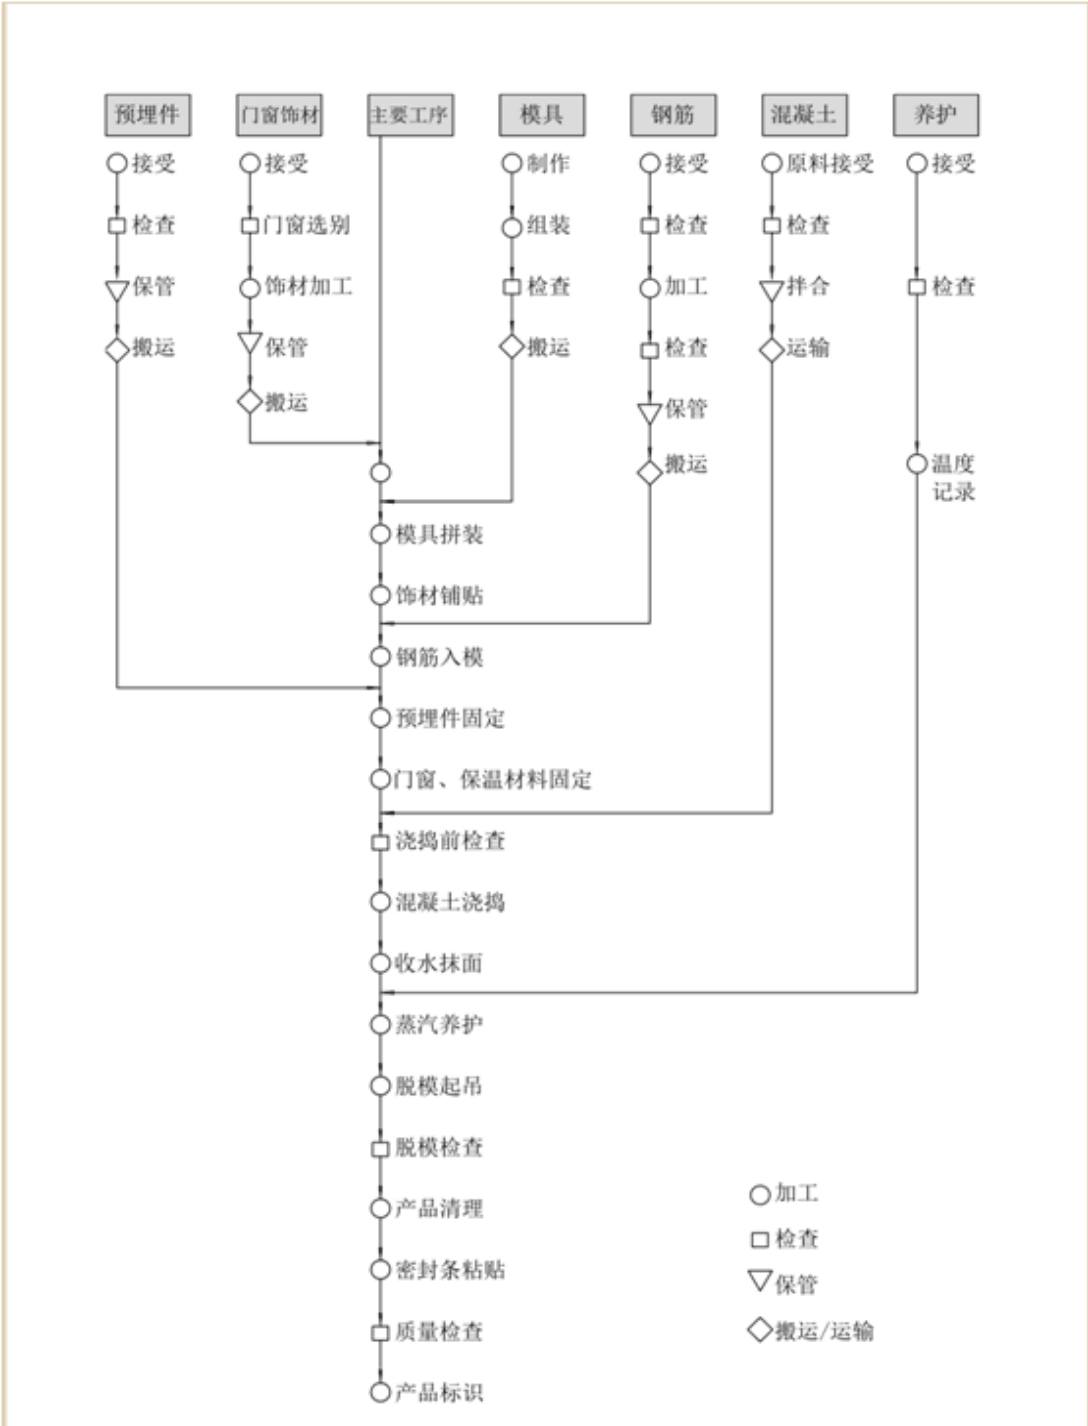 预埋件
门窗饰材
主要工序
模具
钢筋
混凝土
养护
接受
检查
保管
搬运
接受
门窗选别
饰材加工
保管
搬运
制作
组装
检查
搬运
接受
检查
加工
检查
保管
搬运
原料接受
检查
拌合
运输
接受
检查
温度
记录
模具拼装
饰材铺贴
钢筋入模
预埋件固定
门窗、保温材料固定
浇捣前检查
混凝土浇捣
收水抹面
蒸汽养护
脱模起吊
脱模检查
产品清理
密封条粘贴
质量检查
产品标识
加工
检查
保管
搬运/运输